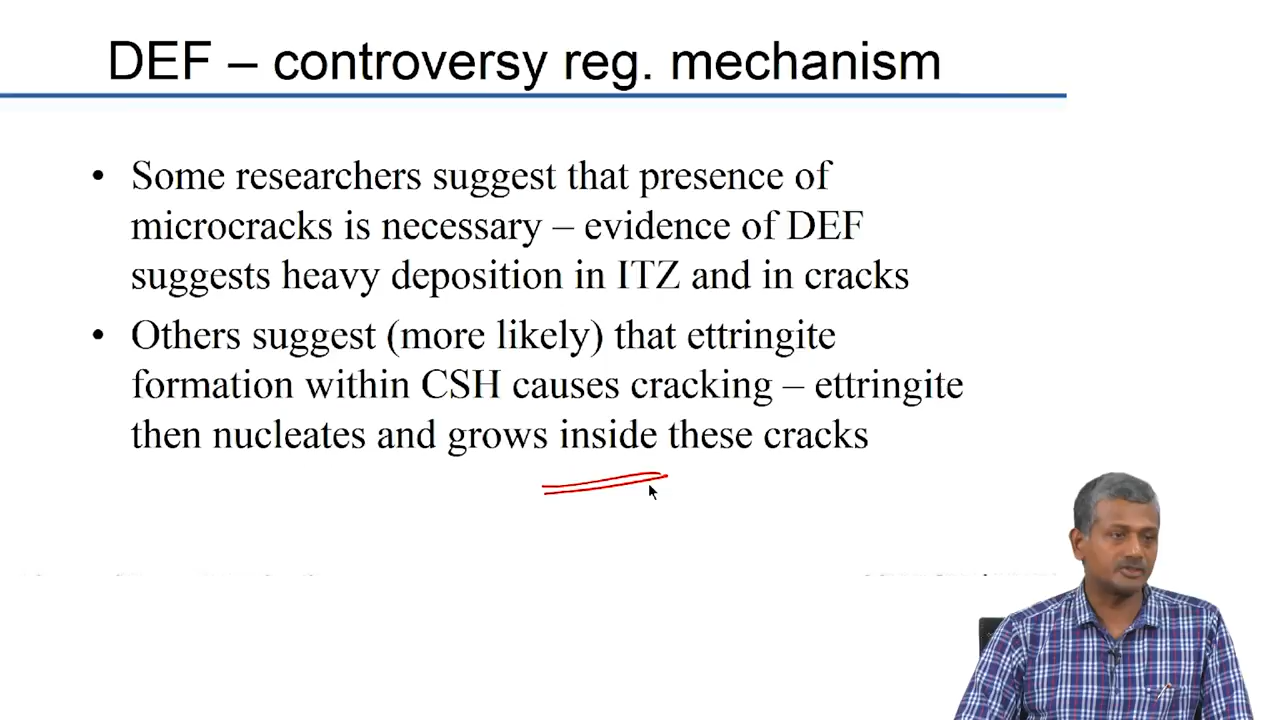 DEF – controversy reg. mechanism
• Some researchers suggest that presence of
microcracks is necessary – evidence of DEF
suggests heavy deposition in ITZ and in cracks
• Others suggest (more likely) that ettringite
formation within CSH causes cracking – ettringite
then nucleates and grows inside these cracks